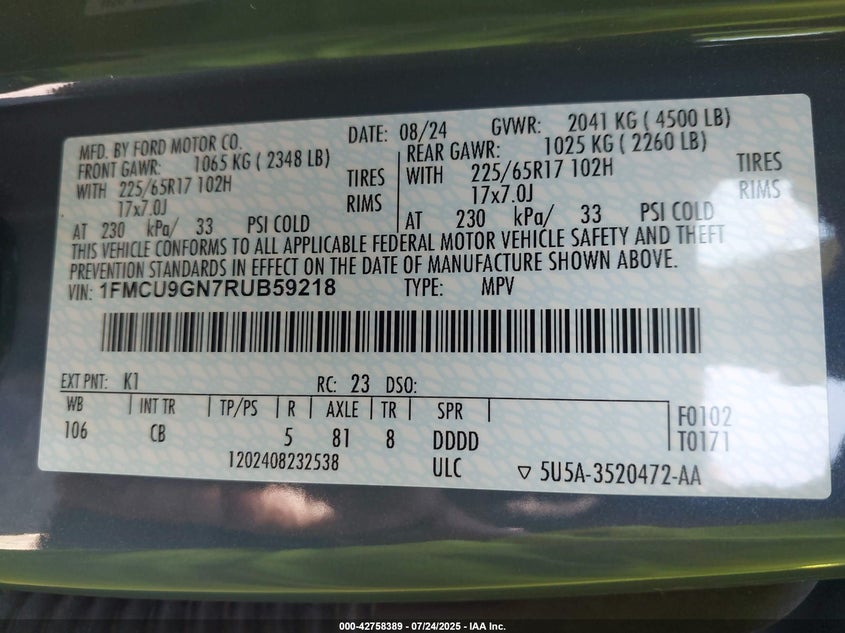 MFD. BY FORD MOTOR CO. DATE: 08/24 GVWR: 2041 KG ( 4500 LB)
FRONT GAWR: 1065 KG ( 2348 LB) REAR GAWR: 1025 KG ( 2260 LB)
WITH 225/65R17 102H TIRES WITH 225/65R17 102H TIRES
17x7.0J RIMS 17x7.0J RIMS
AT 230 kPa/ 33 PSI COLD AT 230 kPa/ 33 PSI COLD
THIS VEHICLE CONFORMS TO ALL APPLICABLE FEDERAL MOTOR VEHICLE SAFETY AND THEFT
PREVENTION STANDARDS IN EFFECT ON THE DATE OF MANUFACTURE SHOWN ABOVE.
VIN: 1FMCU9GN7RUB59218 TYPE: MPV
EXT PNT: K1 RC: 23 DSO:
WB INT TR TP/PS R AXLE TR SPR F0102
106 CB 5 81 8 DDDD T0171
1202408232538 ULC ▽ 5U5A-3520472-AA
000-42758389 - 07/24/2025 - IAA Inc.